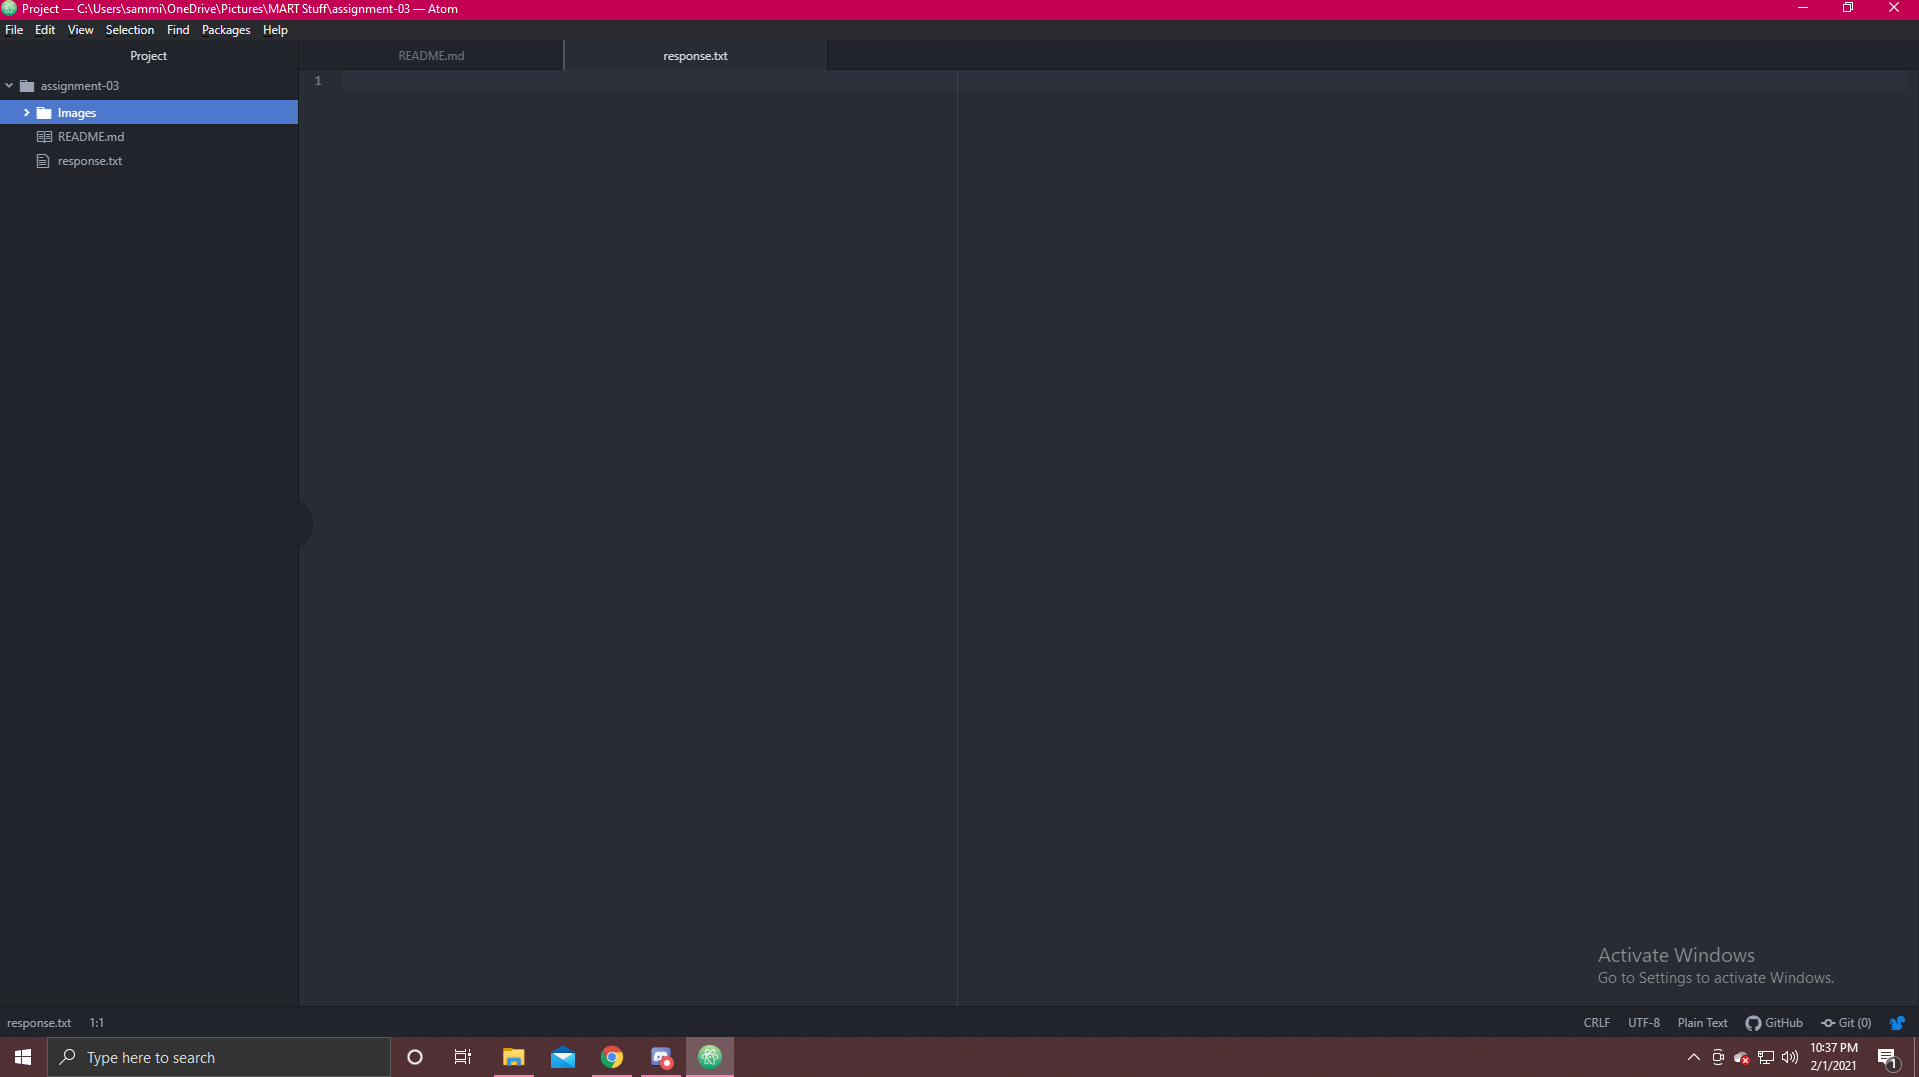 Project — C:\Users\sammi\OneDrive\Pictures\MART Stuff\assignment-03 — Atom
File Edit View Selection Find Packages Help
Project
README.md
response.txt
assignment-03
Images
README.md
response.txt
1
Activate Windows
Go to Settings to activate Windows.
response.txt 1:1
CRLF UTF-8 Plain Text GitHub Git (0)
Type here to search
10:37 PM
2/1/2021
1